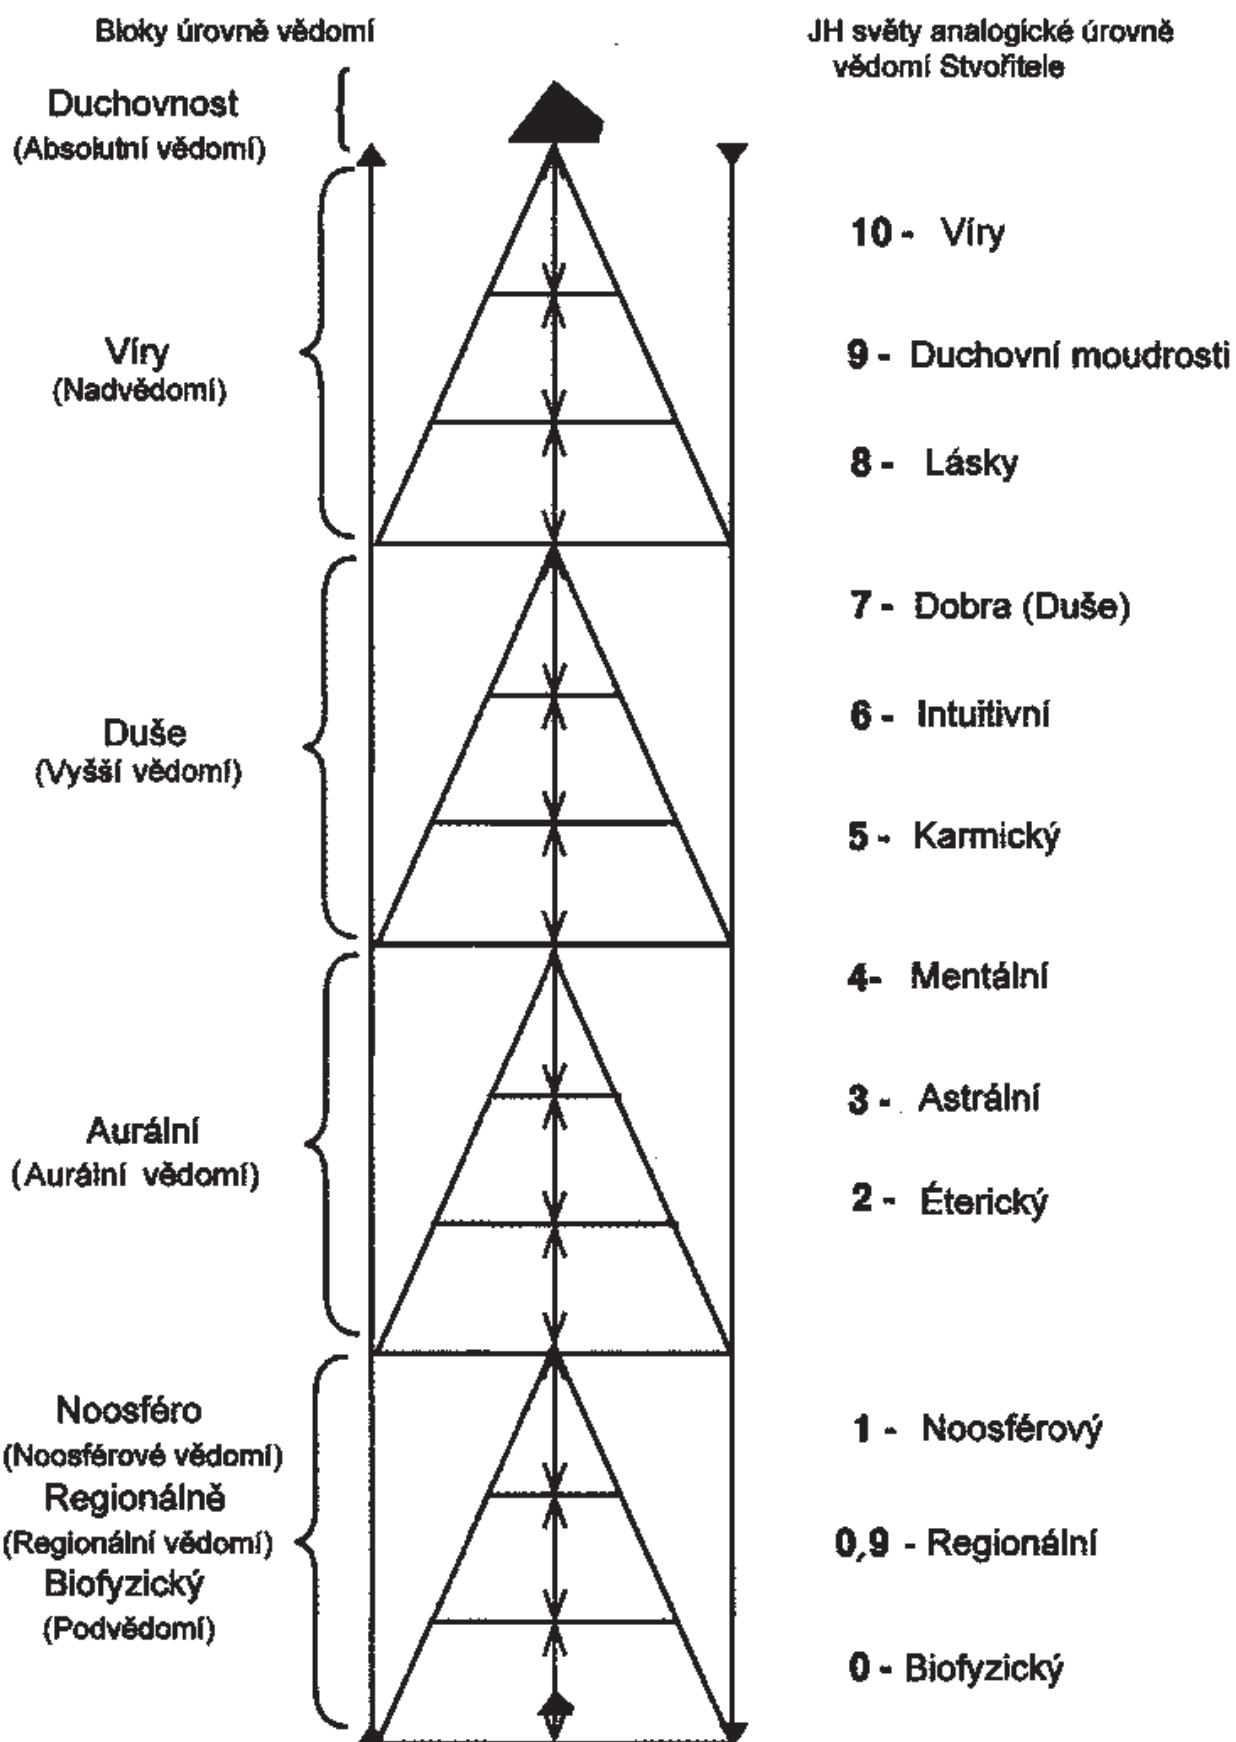 Bloky úrovně vědomí
JH světy analogické úrovně
vědomí Stvořitele
Duchovnost
(Absolutní vědomí)
10 - Víry
Víry
(Nadvědomí)
9 - Duchovní moudrosti
8 - Lásky
7 - Dobra (Duše)
Duše
(Vyšší vědomí)
6 - Intuitivní
5 - Karmický
4- Mentální
Aurální
(Aurální vědomí)
3 - Astrální
2 - Éterický
Noosféro
(Noosférové vědomí)
Regionálně
(Regionální vědomí)
Biofyzický
(Podvědomí)
1 - Noosférový
0,9 - Regionální
0 - Biofyzický